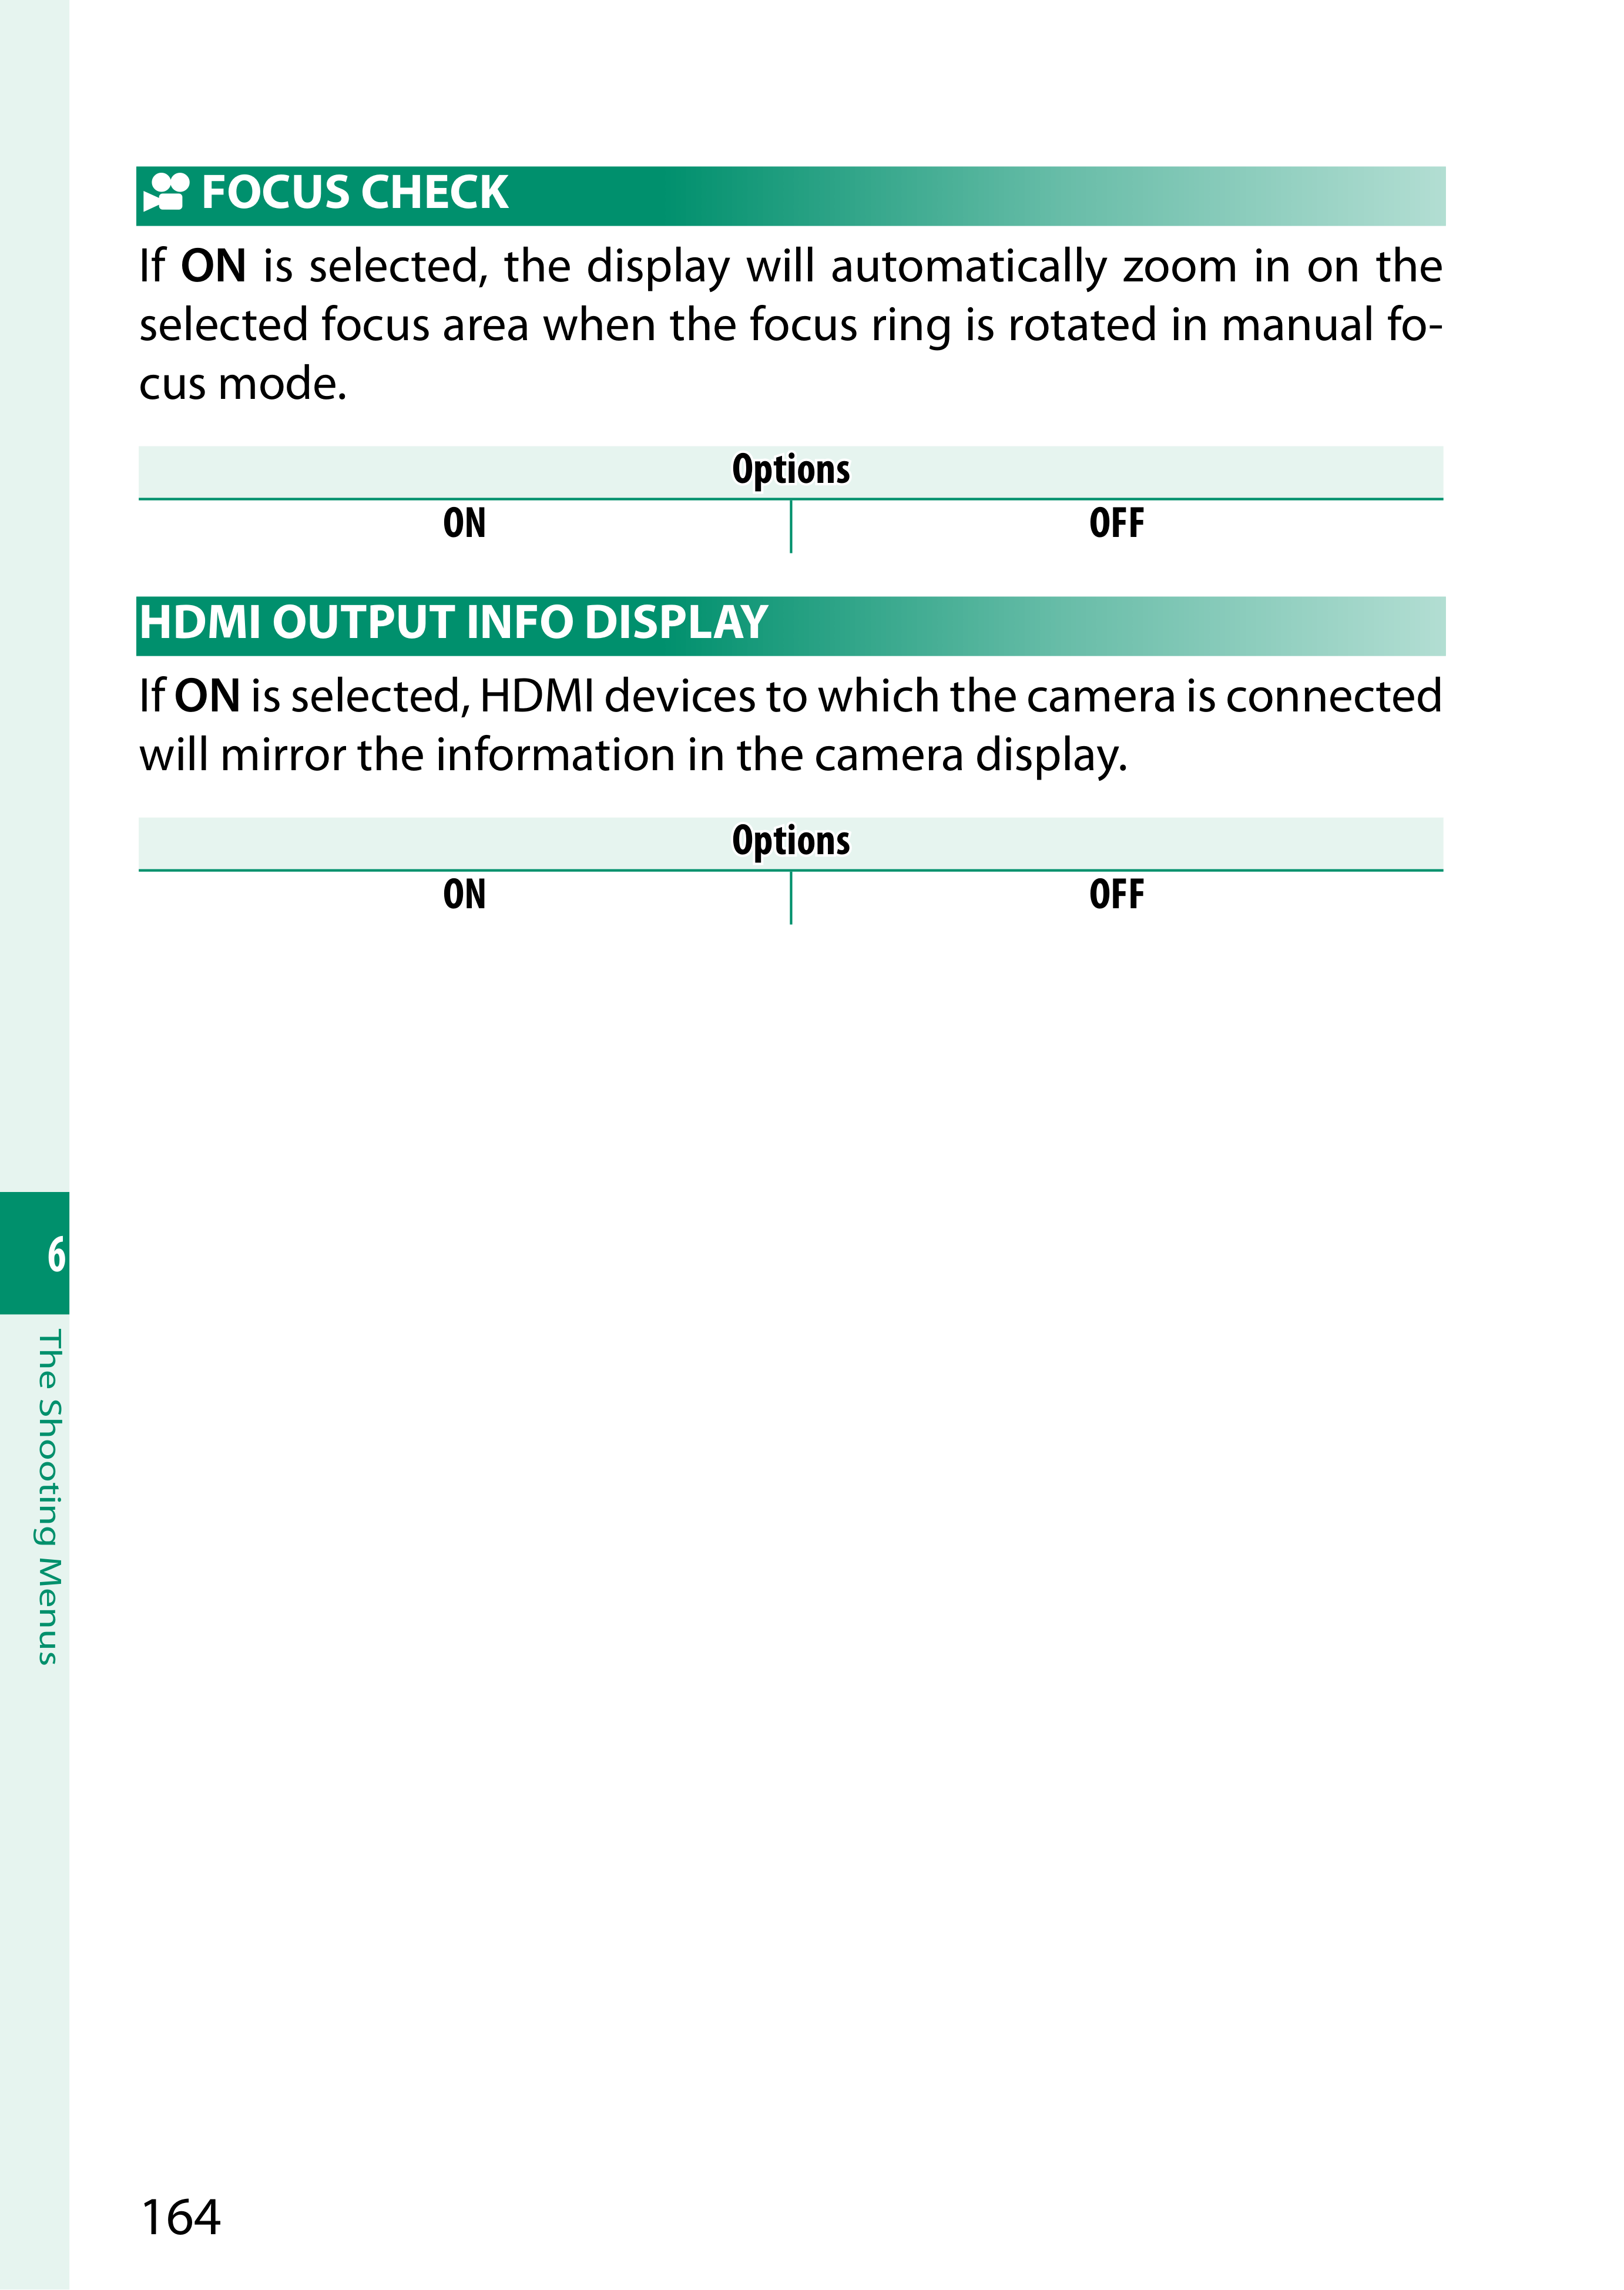 FOCUS CHECK
If ON is selected, the display will automatically zoom in on the
selected focus area when the focus ring is rotated in manual fo-
cus mode.
Options
ON OFF
HDMI OUTPUT INFO DISPLAY
If ON is selected, HDMI devices to which the camera is connected
will mirror the information in the camera display.
Options
ON OFF
6
The Shooting Menus
164